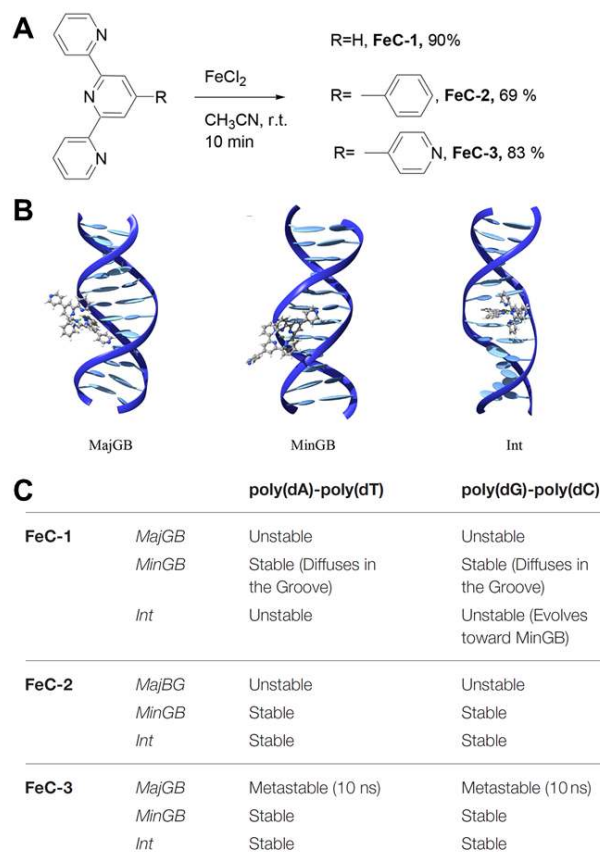 A
N
N
N
R
FeCl2
CH3CN, r.t.
10 min
R=H, FeC-1, 90%
R= , FeC-2, 69 %
R= N, FeC-3, 83 %
B
MajGB
MinGB
Int
C
poly(dA)-poly(dT) poly(dG)-poly(dC)
FeC-1 MajGB Unstable Unstable
MinGB Stable (Diffuses in Stable (Diffuses in
the Groove) the Groove)
Int Unstable Unstable (Evolves
toward MinGB)
FeC-2 MajBG Unstable Unstable
MinGB Stable Stable
Int Stable Stable
FeC-3 MajGB Metastable (10 ns) Metastable (10 ns)
MinGB Stable Stable
Int Stable Stable